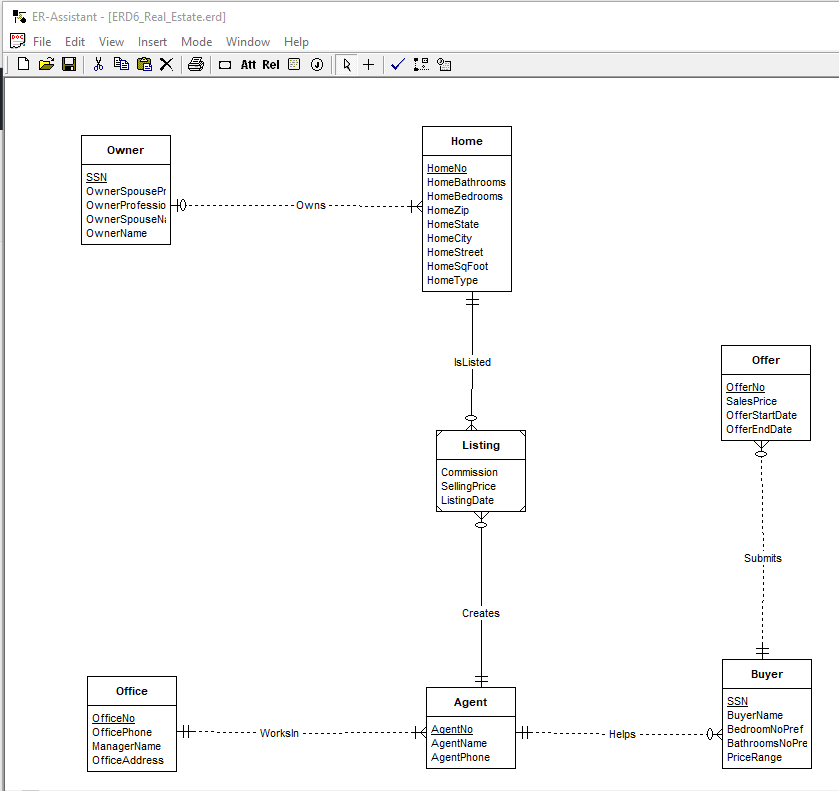 ER-Assistant - [ERD6_Real_Estate.erd]
File Edit View Insert Mode Window Help
Att Rel
Owner
SSN
OwnerSpousePr
OwnerProfessio
OwnerSpouseNa
OwnerName
Owns
Home
HomeNo
HomeBathrooms
HomeBedrooms
HomeZip
HomeState
HomeCity
HomeStreet
HomeSqFoot
HomeType
IsListed
Offer
OfferNo
SalesPrice
OfferStartDate
OfferEndDate
Listing
Commission
SellingPrice
ListingDate
Submits
Creates
Office
OfficeNo
OfficePhone
ManagerName
OfficeAddress
WorksIn
Agent
AgentNo
AgentName
AgentPhone
Helps
Buyer
SSN
BuyerName
BedroomNoPref
BathroomsNoPre
PriceRange